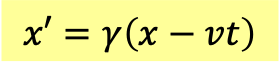 x′ = γ(x − vt)